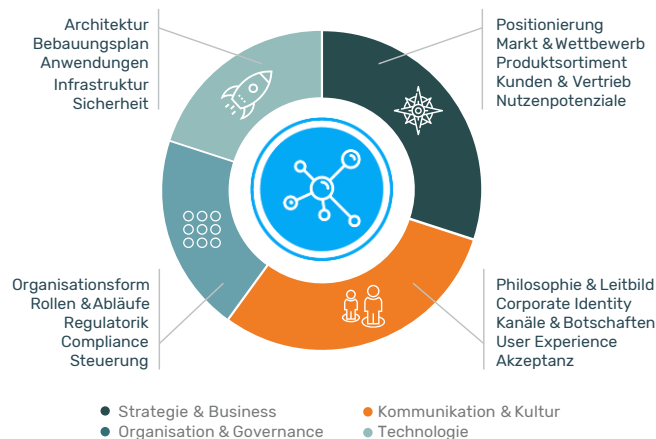 Architektur
Bebauungsplan
Anwendungen
Infrastruktur
Sicherheit
Positionierung
Markt & Wettbewerb
Produktsortiment
Kunden & Vertrieb
Nutzenpotenziale
Organisationsform
Rollen & Abläufe
Regulatorik
Compliance
Steuerung
Philosophie & Leitbild
Corporate Identity
Kanäle & Botschaften
User Experience
Akzeptanz
Strategie & Business
Kommunikation & Kultur
Organisation & Governance
Technologie